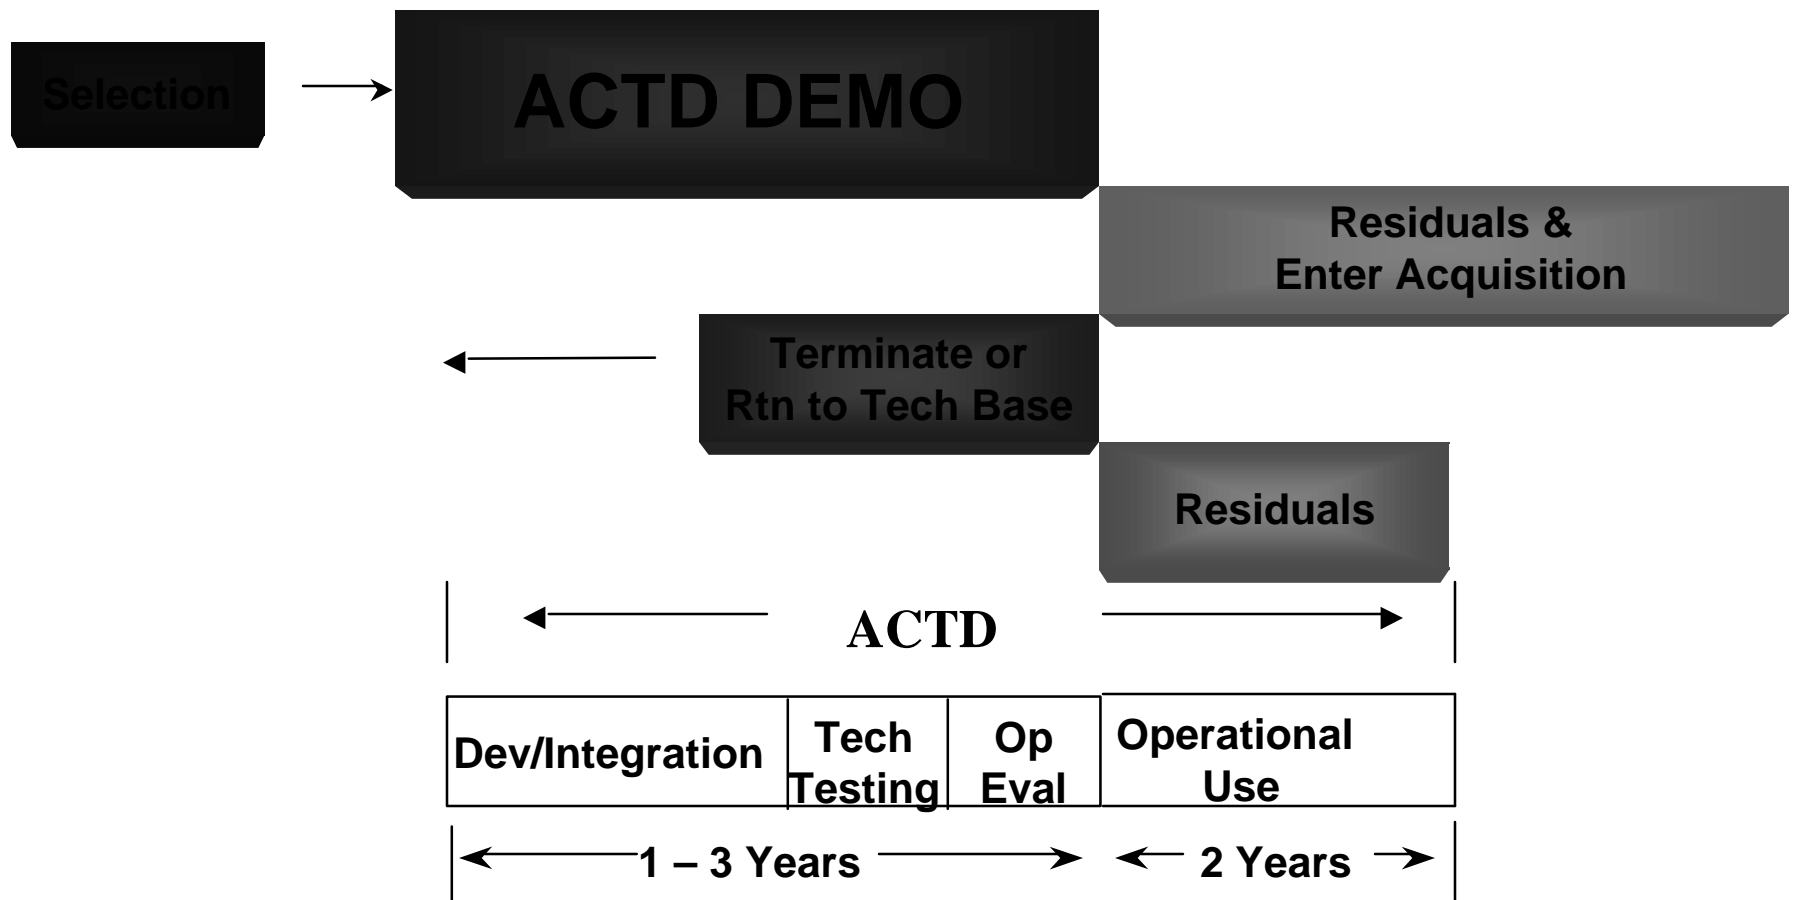 Selection
ACTD DEMO
Residuals &
Enter Acquisition
Terminate or
Rtn to Tech Base
Residuals
ACTD
Dev/Integration
Tech
Testing
Op
Eval
Operational
Use
1 – 3 Years
2 Years